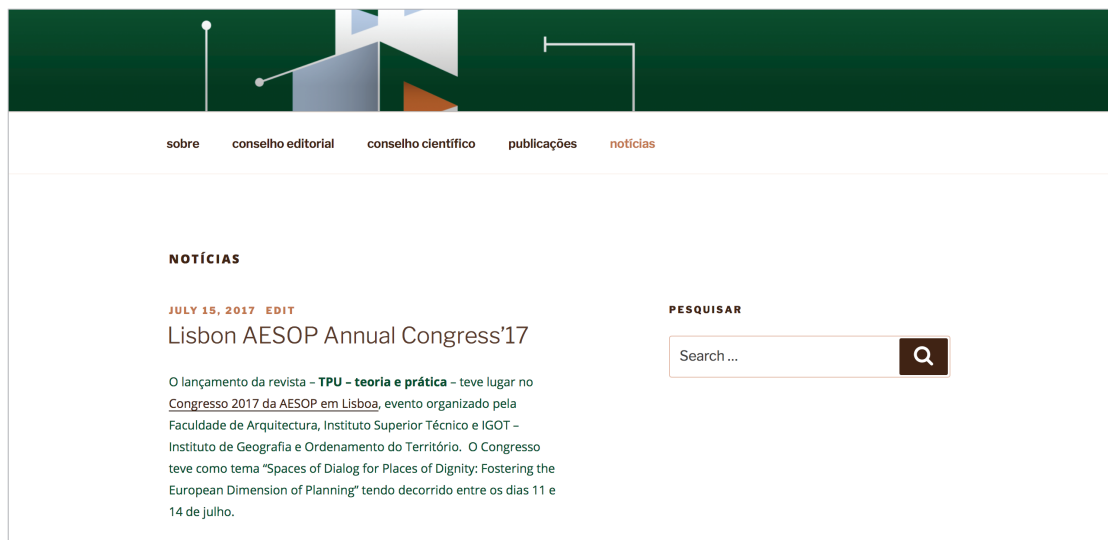 sobre conselho editorial conselho científico publicações notícias
NOTÍCIAS
JULY 15, 2017 EDIT
Lisbon AESOP Annual Congress’17
O lançamento da revista – TPU – teoria e prática – teve lugar no
Congresso 2017 da AESOP em Lisboa, evento organizado pela
Faculdade de Arquitectura, Instituto Superior Técnico e IGOT –
Instituto de Geografia e Ordenamento do Território.  O Congresso
teve como tema “Spaces of Dialog for Places of Dignity: Fostering the
European Dimension of Planning” tendo decorrido entre os dias 11 e
14 de julho.
PESQUISAR
Search …